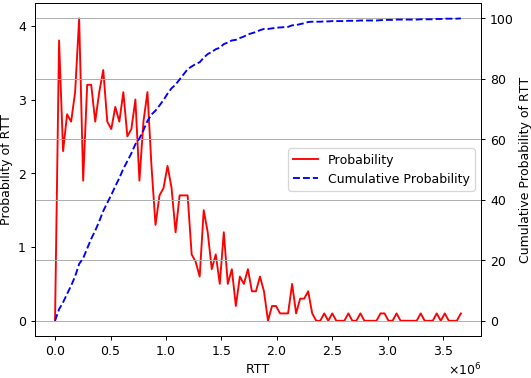 Probability of RTT
4
3
2
1
0
100
80
60
40
20
0
Cumulative Probability of RTT
Probability
Cumulative Probability
0.0 0.5 1.0 1.5 2.0 2.5 3.0 3.5
RTT
×10⁶